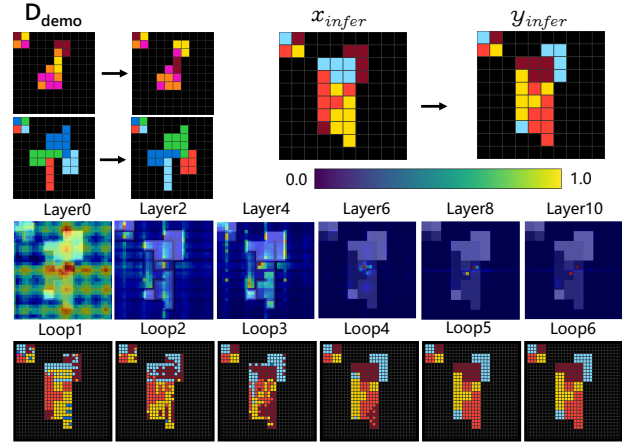 D_demo
x_infer
y_infer
0.0
1.0
Layer0 Layer2 Layer4 Layer6 Layer8 Layer10
Loop1 Loop2 Loop3 Loop4 Loop5 Loop6